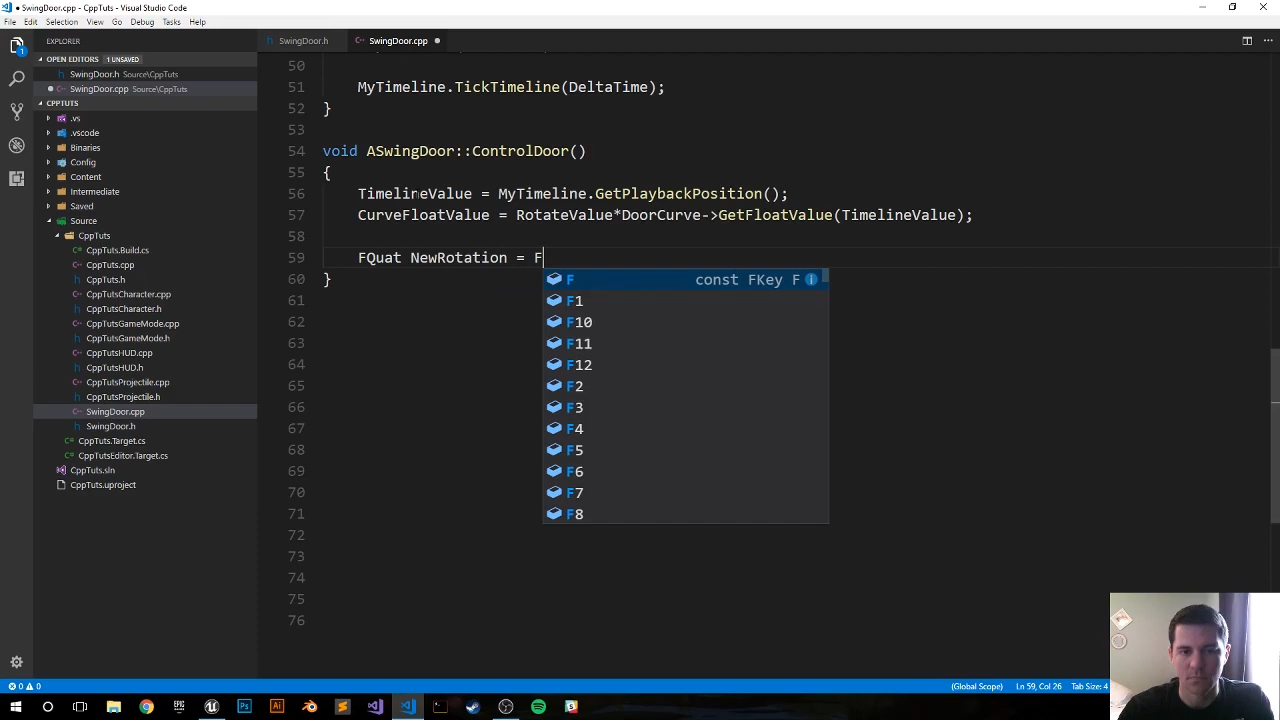 ● SwingDoor.cpp - CppTuts - Visual Studio Code
File Edit Selection View Go Debug Tasks Help
EXPLORER
SwingDoor.h SwingDoor.cpp
OPEN EDITORS 1 UNSAVED
SwingDoor.h Source\CppTuts
SwingDoor.cpp Source\CppTuts
CPPTUTS
.vs
.vscode
Binaries
Config
Content
Intermediate
Saved
Source
CppTuts
CppTuts.Build.cs
CppTuts.cpp
CppTuts.h
CppTutsCharacter.cpp
CppTutsCharacter.h
CppTutsGameMode.cpp
CppTutsGameMode.h
CppTutsHUD.cpp
CppTutsHUD.h
CppTutsProjectile.cpp
CppTutsProjectile.h
SwingDoor.cpp
SwingDoor.h
CppTuts.Target.cs
CppTutsEditor.Target.cs
CppTuts.sln
CppTuts.uproject
50
51 MyTimeline.TickTimeline(DeltaTime);
52 }
53
54 void ASwingDoor::ControlDoor()
55 {
56 TimelineValue = MyTimeline.GetPlaybackPosition();
57 CurveFloatValue = RotateValue*DoorCurve->GetFloatValue(TimelineValue);
58
59 FQuat NewRotation = F
60 }
61
62
63
64
65
66
67
68
69
70
71
72
73
74
75
76
F const FKey F
F1
F10
F11
F12
F2
F3
F4
F5
F6
F7
F8
0 0 (Global Scope) Ln 59, Col 26 Tab Size: 4